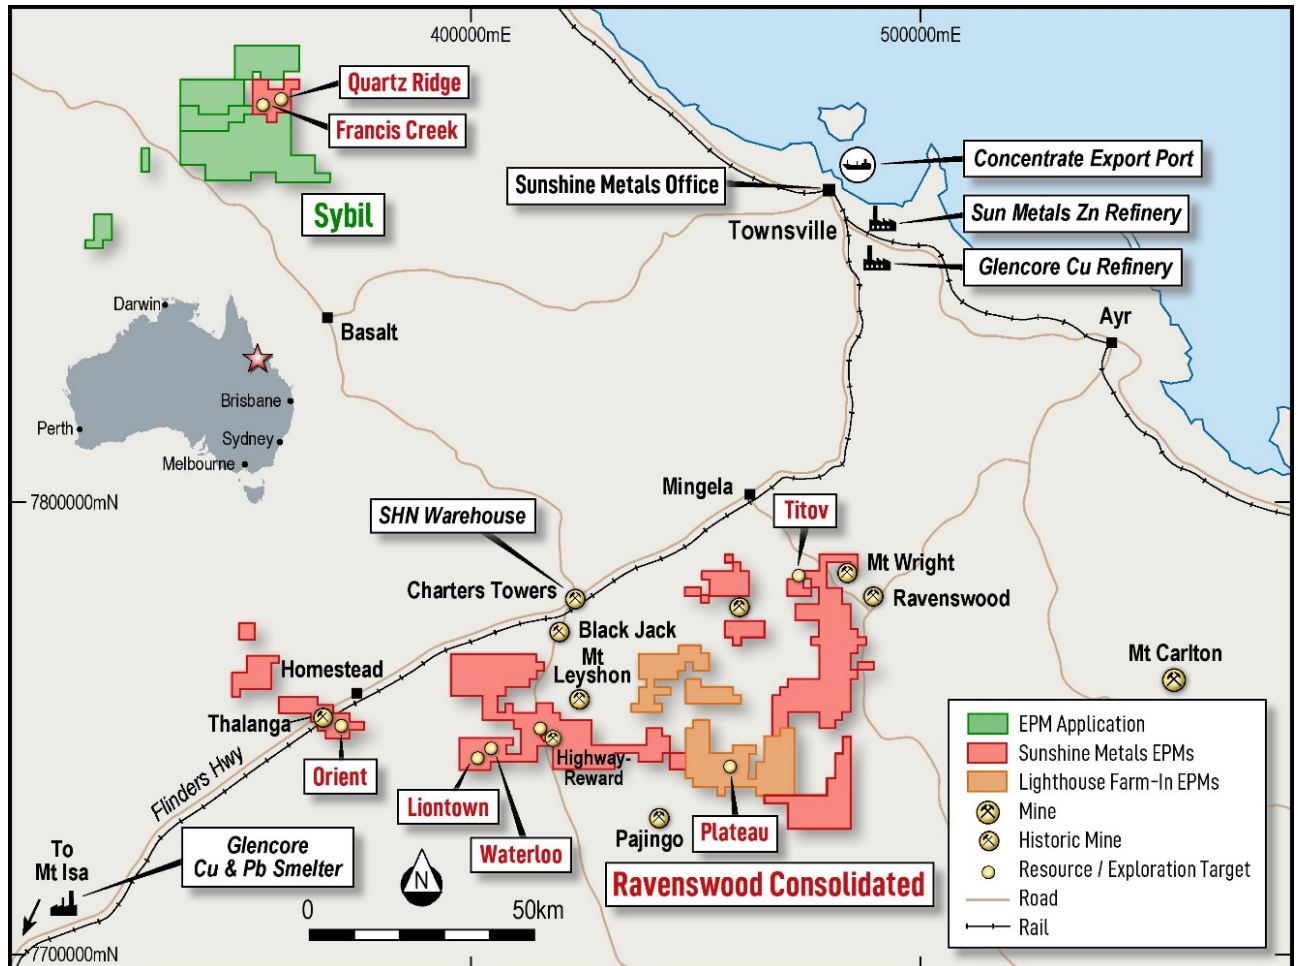 400000mE
500000mE
Quartz Ridge
Francis Creek
Sybil
Sunshine Metals Office
Concentrate Export Port
Sun Metals Zn Refinery
Glencore Cu Refinery
Townsville
Ayr
Basalt
Darwin
Brisbane
Perth
Sydney
Melbourne
7800000mN
Mingela
SHN Warehouse
Titov
Charters Towers
Mt Wright
Ravenswood
Black Jack
Mt
Leyshon
Homestead
Mt Carlton
Thalanga
Orient
Flinders Hwy
Highway-
Reward
Liontown
Waterloo
Pajingo
Plateau
Ravenswood Consolidated
To
Mt Isa
Glencore
Cu & Pb Smelter
N
0
50km
7700000mN
EPM Application
Sunshine Metals EPMs
Lighthouse Farm-In EPMs
Mine
Historic Mine
Resource / Exploration Target
Road
Rail